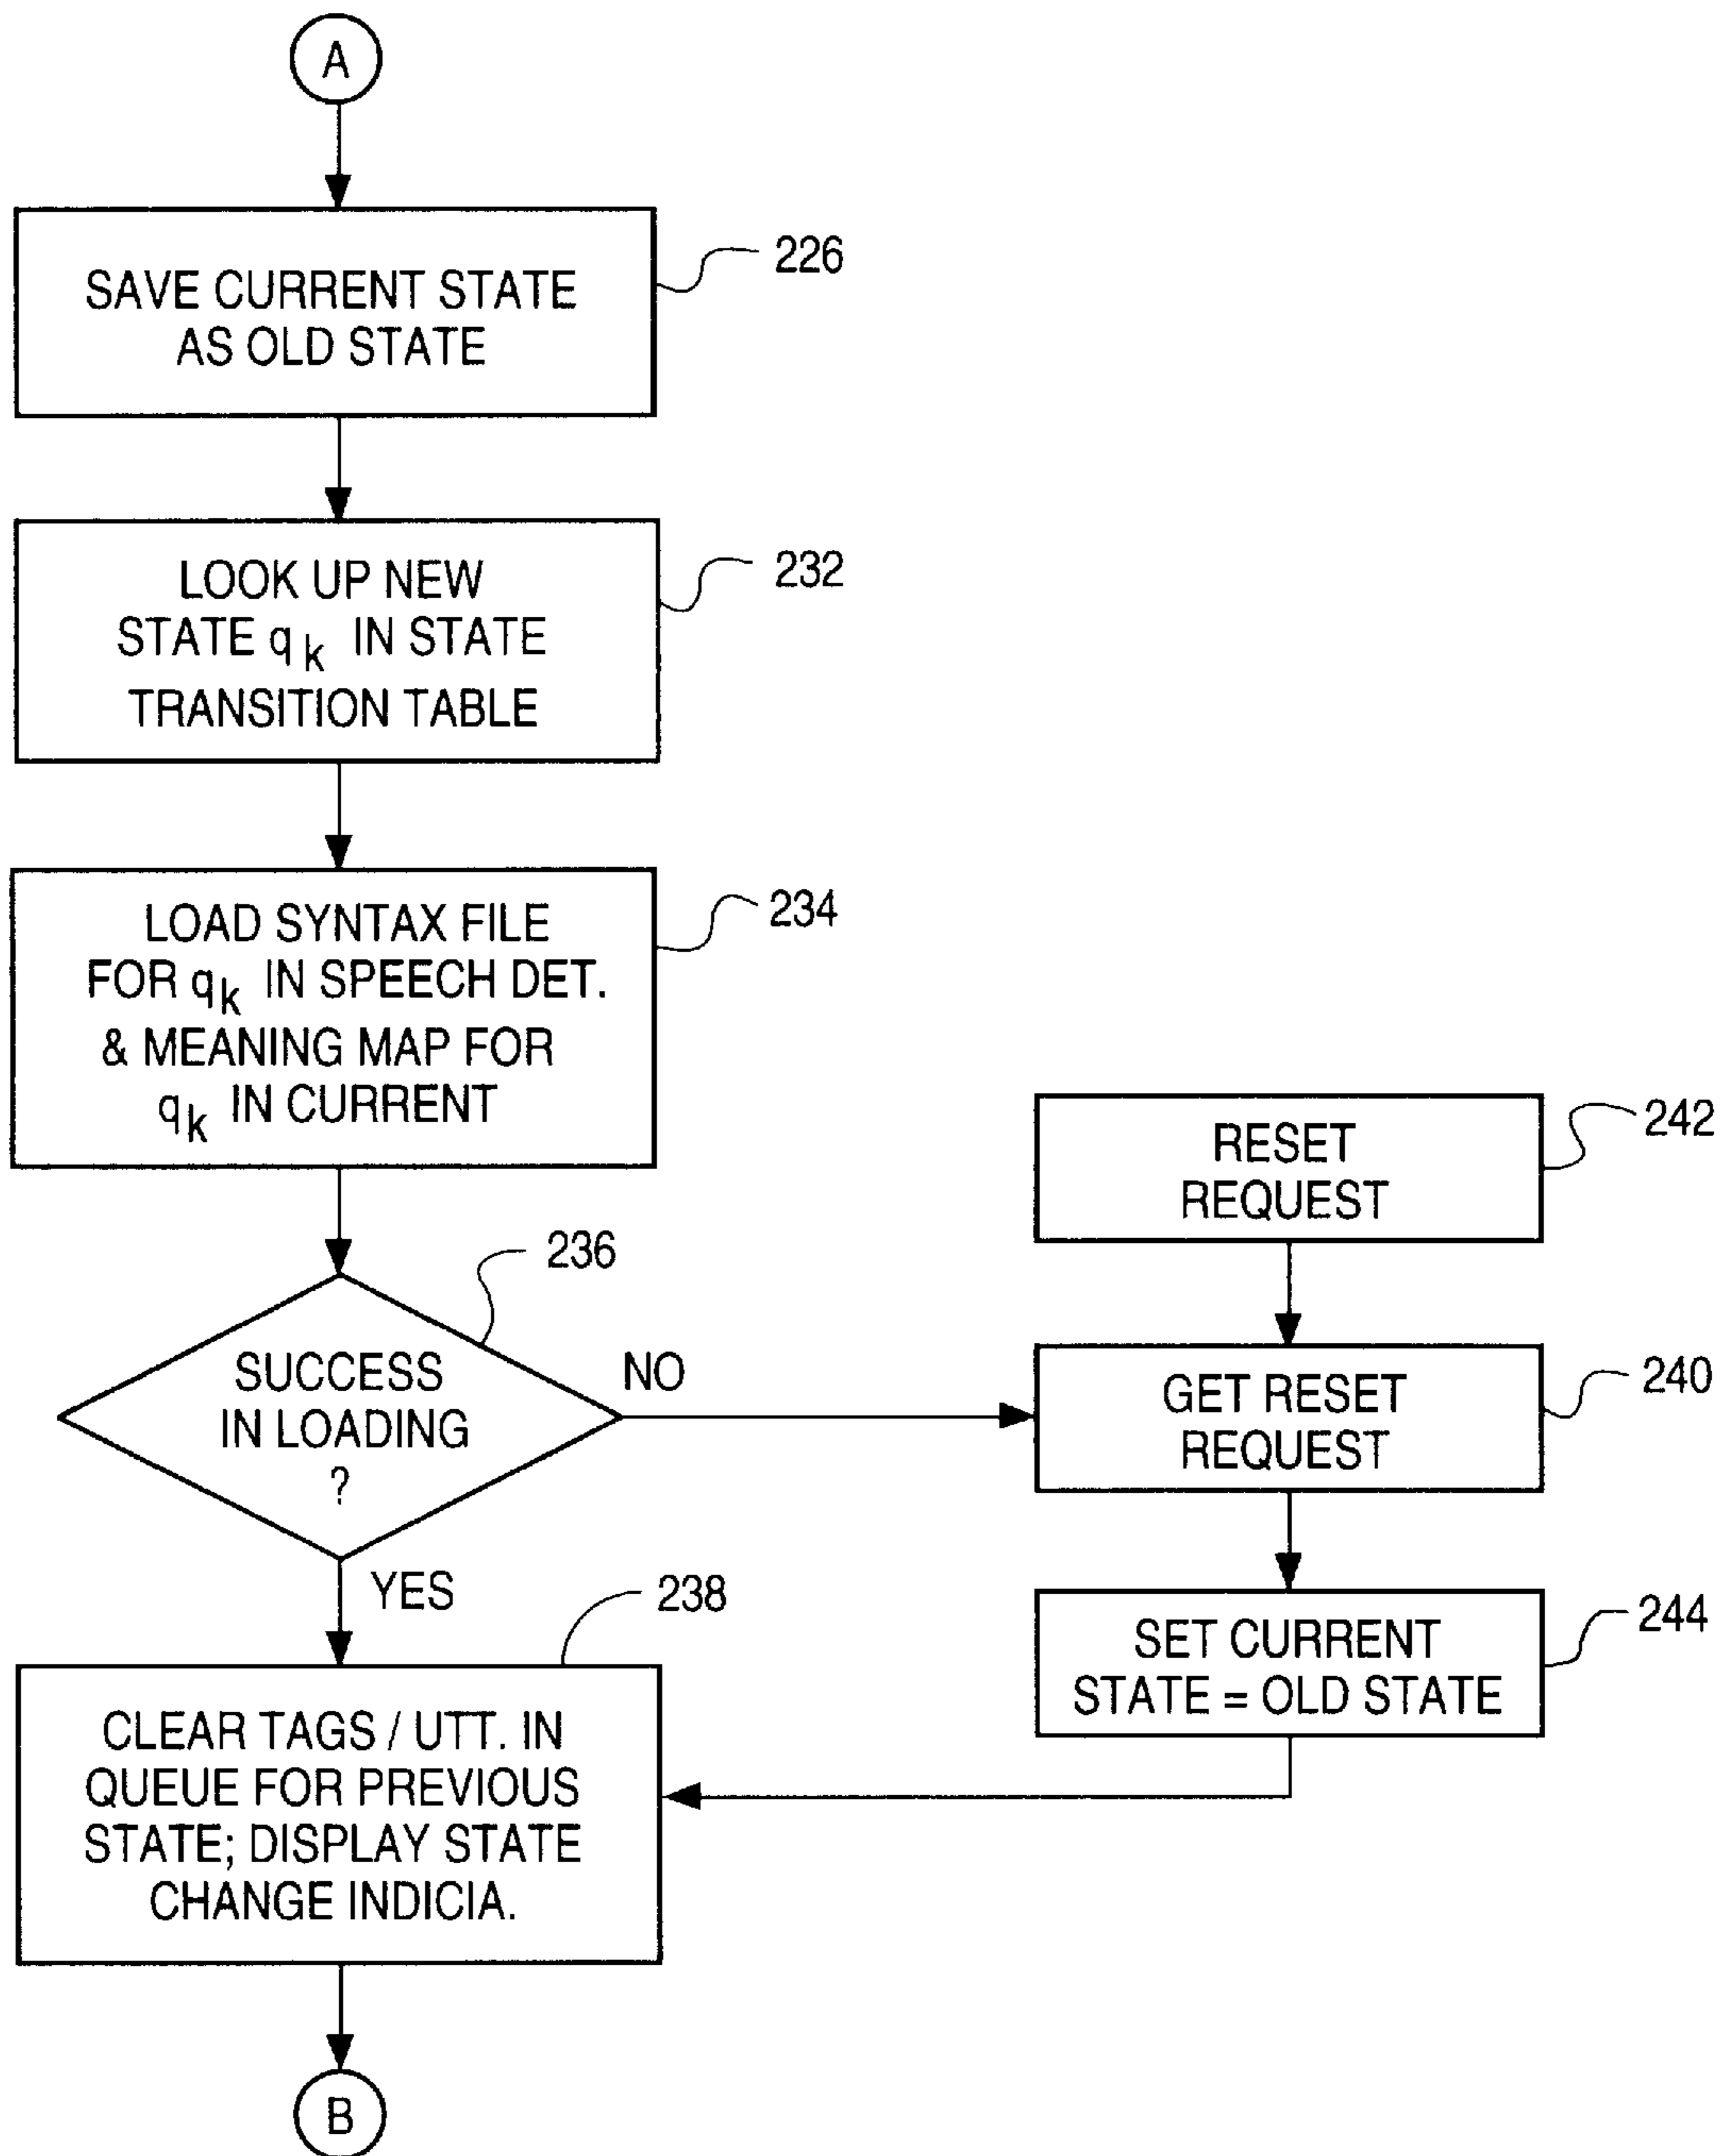 A
SAVE CURRENT STATE
AS OLD STATE
226
LOOK UP NEW
STATE qk IN STATE
TRANSITION TABLE
232
LOAD SYNTAX FILE
FOR qk IN SPEECH DET.
& MEANING MAP FOR
qk IN CURRENT
234
SUCCESS
IN LOADING
?
236
NO
YES
RESET
REQUEST
242
GET RESET
REQUEST
240
SET CURRENT
STATE = OLD STATE
244
CLEAR TAGS / UTT. IN
QUEUE FOR PREVIOUS
STATE; DISPLAY STATE
CHANGE INDICIA.
238
B